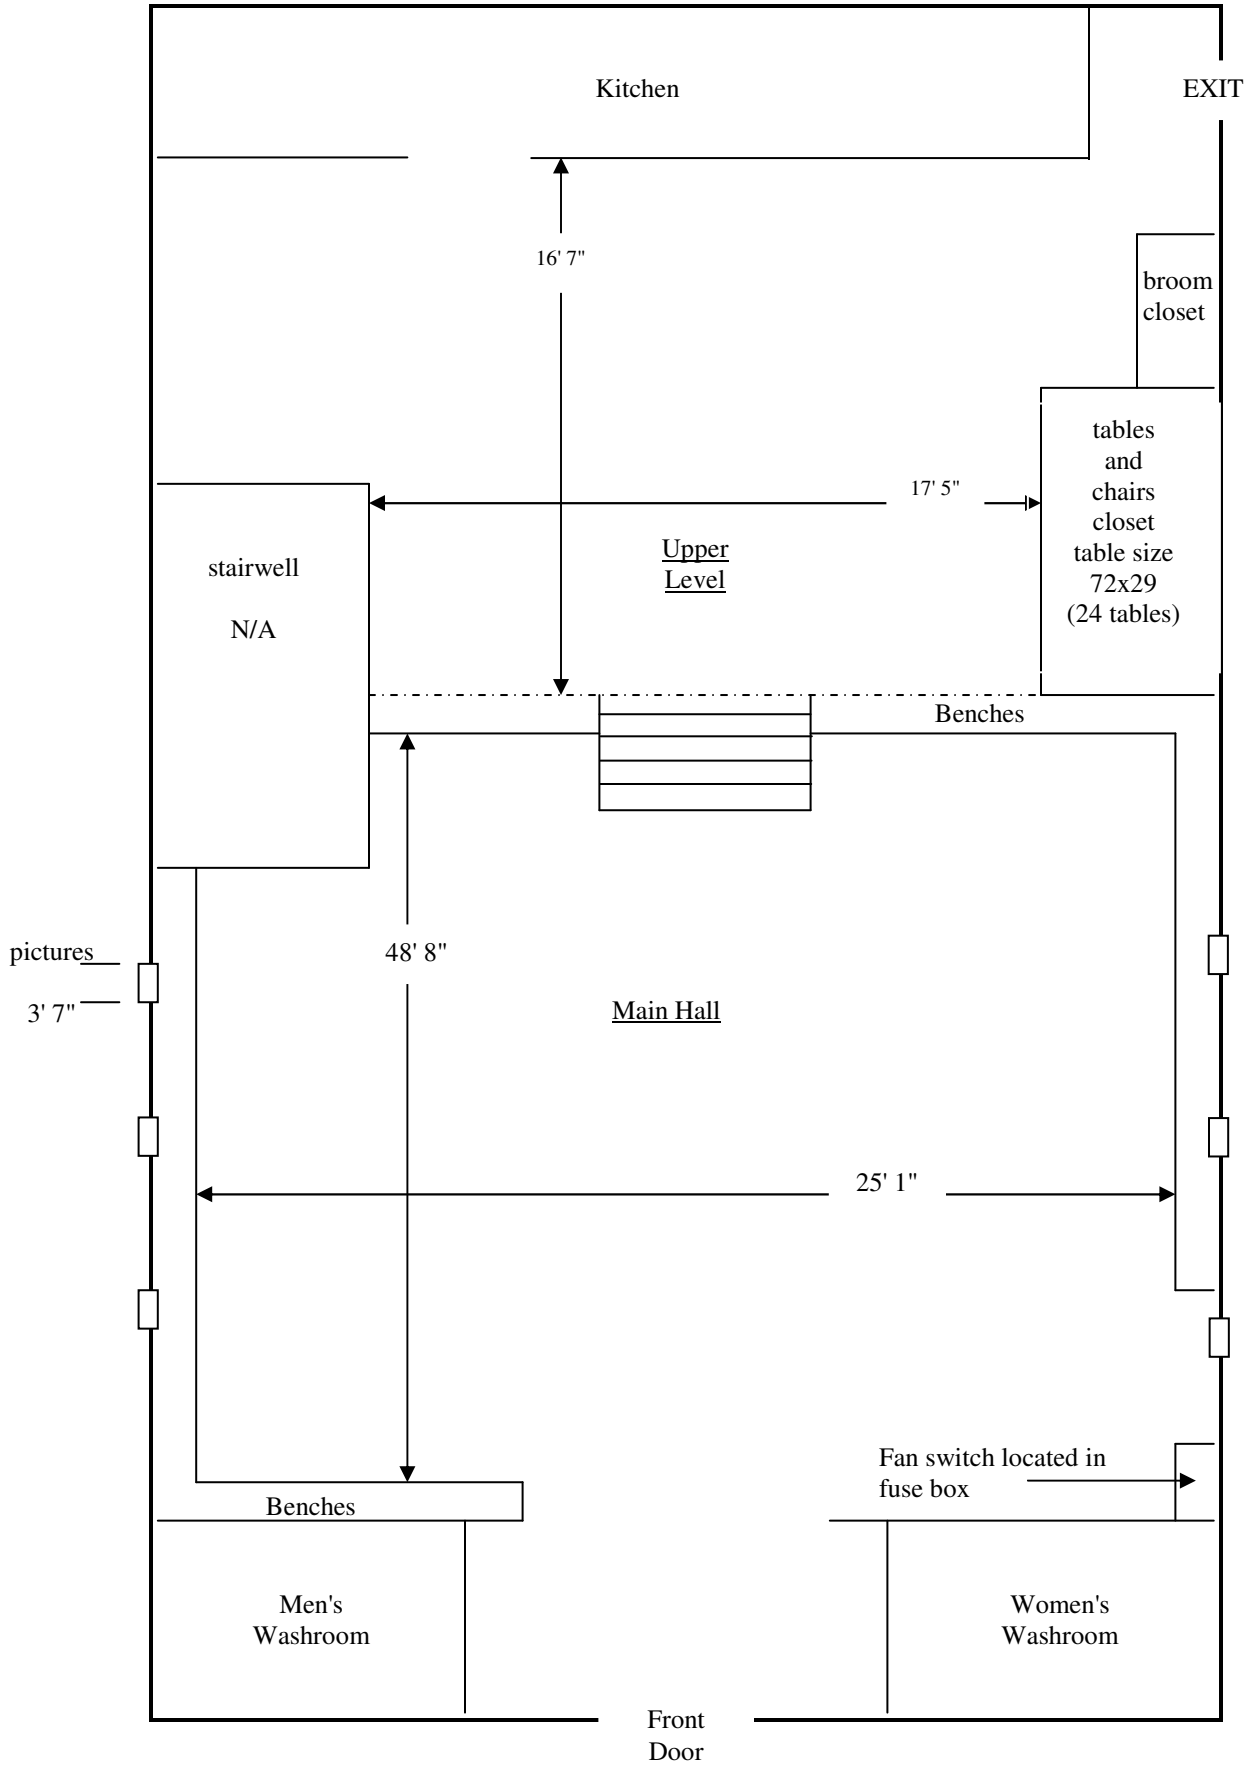 Kitchen
EXIT
16' 7"
broom
closet
tables
and
chairs
closet
table size
72x29
(24 tables)
17' 5"
Upper
Level
stairwell
N/A
Benches
pictures
3' 7"
48' 8"
Main Hall
25' 1"
Fan switch located in
fuse box
Benches
Men's
Washroom
Women's
Washroom
Front
Door